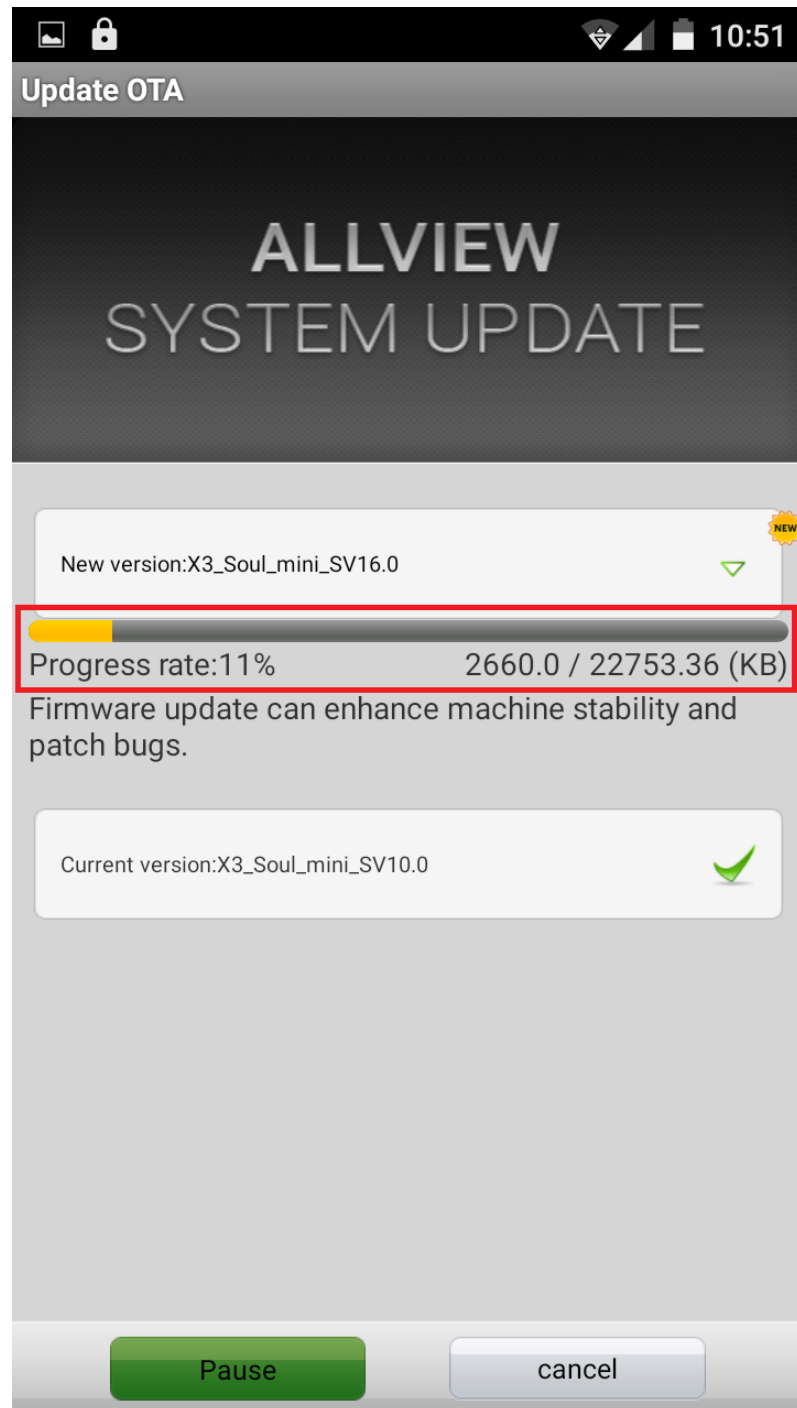 10:51
Update OTA
ALLVIEW
SYSTEM UPDATE
NEW
New version:X3_Soul_mini_SV16.0
Progress rate:11% 2660.0 / 22753.36 (KB)
Firmware update can enhance machine stability and
patch bugs.
Current version:X3_Soul_mini_SV10.0
Pause cancel